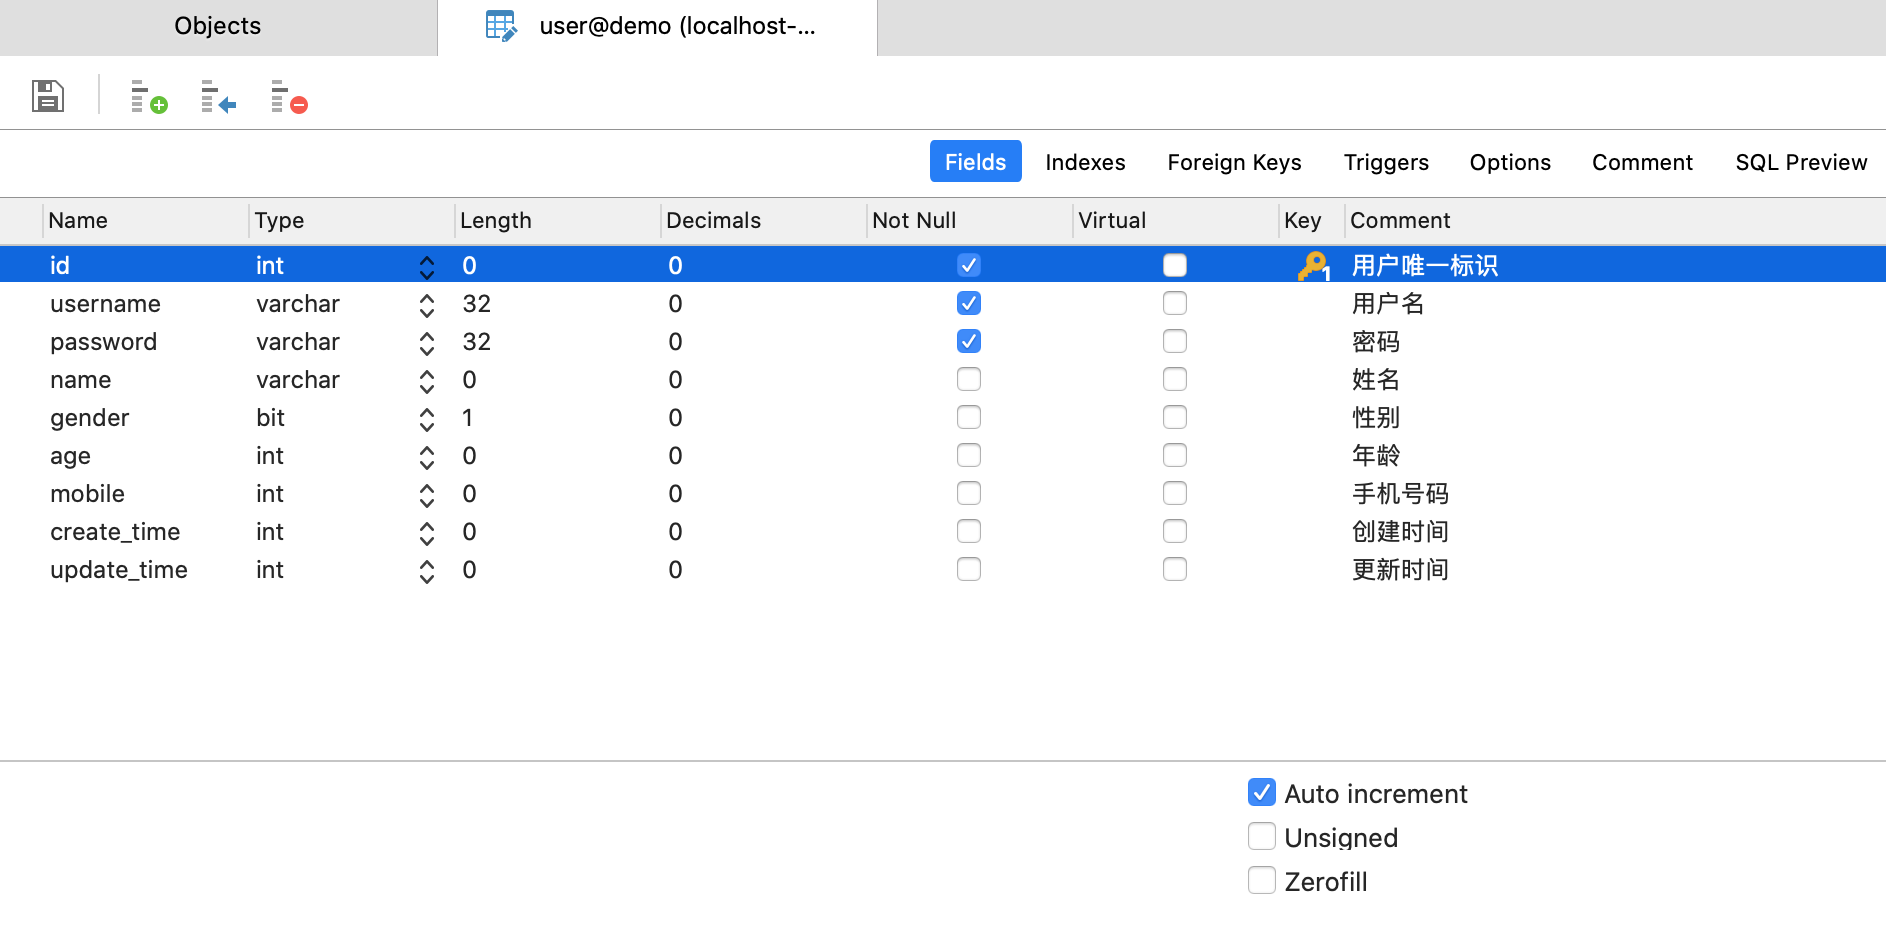 Objects user@demo (localhost-...
Fields Indexes Foreign Keys Triggers Options Comment SQL Preview
Name Type Length Decimals Not Null Virtual Key Comment
id int 0 0 1 用户唯一标识
username varchar 32 0 用户名
password varchar 32 0 密码
name varchar 0 0 姓名
gender bit 1 0 性别
age int 0 0 年龄
mobile int 0 0 手机号码
create_time int 0 0 创建时间
update_time int 0 0 更新时间
Auto increment
Unsigned
Zerofill